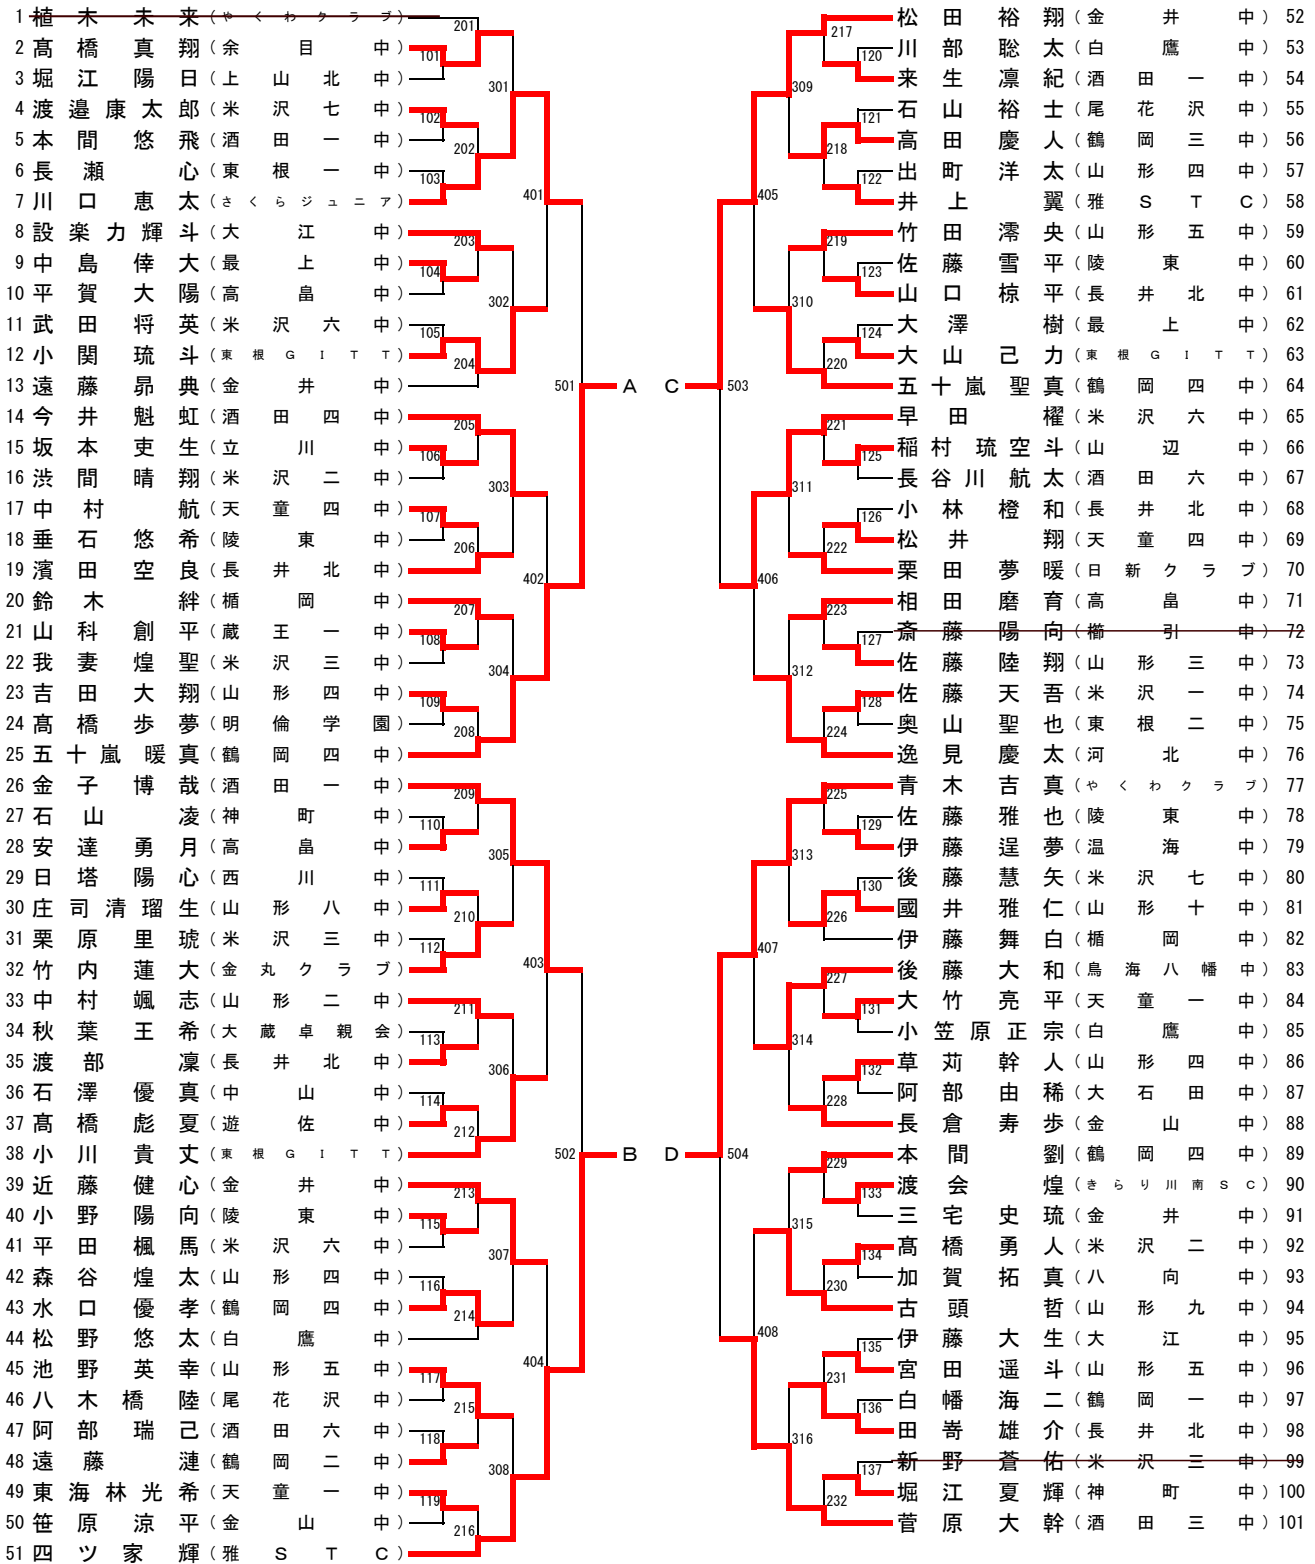 1 植木未来 (やくわクラブ)
2 髙橋真翔 (余目中)
3 堀江陽日 (上山北中)
4 渡邉康太郎 (米沢七中)
5 本間悠飛 (酒田一中)
6 長瀬心 (東根一中)
7 川口恵太 (さくらジュニア)
8 設楽力輝斗 (大江中)
9 中島倖大 (最上中)
10 平賀大陽 (高畠中)
11 武田将英 (米沢六中)
12 小関琉斗 (東根GITT)
13 遠藤昴典 (金井中)
14 今井魁虹 (酒田四中)
15 坂本吏生 (立川中)
16 渋間晴翔 (米沢二中)
17 中村航 (天童四中)
18 垂石悠希 (陵東中)
19 濱田空良 (長井北中)
20 鈴木絆 (楯岡中)
21 山科創平 (蔵王一中)
22 我妻煌聖 (米沢三中)
23 吉田大翔 (山形四中)
24 髙橋歩夢 (明倫学園)
25 五十嵐暖真 (鶴岡四中)
26 金子博哉 (酒田一中)
27 石山凌 (神町中)
28 安達勇月 (高畠中)
29 日塔陽心 (西川中)
30 庄司清瑠生 (山形八中)
31 栗原里琥 (米沢三中)
32 竹内蓮大 (金丸クラブ)
33 中村颯志 (山形二中)
34 秋葉王希 (大蔵卓親会)
35 渡部凜 (長井北中)
36 石澤優真 (中山中)
37 髙橋彪夏 (遊佐中)
38 小川貴丈 (東根GITT)
39 近藤健心 (金井中)
40 小野陽向 (陵東中)
41 平田楓馬 (米沢六中)
42 森谷煌太 (山形四中)
43 水口優孝 (鶴岡四中)
44 松野悠太 (白鷹中)
45 池野英幸 (山形五中)
46 八木橋陸 (尾花沢中)
47 阿部瑞己 (酒田六中)
48 遠藤漣 (鶴岡二中)
49 東海林光希 (天童一中)
50 笹原涼平 (金山中)
51 四ツ家輝 (雅STC)
201
101
301
102
202
103
401
203
104
302
105
204
501 A
205
106
303
107
206
402
207
108
304
109
208
209
110
305
111
210
112
403
211
113
306
114
212
502 B
213
115
307
116
214
404
117
215
118
308
119
216
松田裕翔 (金井中) 52
川部聡太 (白鷹中) 53
来生凛紀 (酒田一中) 54
石山裕士 (尾花沢中) 55
高田慶人 (鶴岡三中) 56
出町洋太 (山形四中) 57
井上翼 (雅STC) 58
竹田澪央 (山形五中) 59
佐藤雪平 (陵東中) 60
山口椋平 (長井北中) 61
大澤樹 (最上中) 62
大山己力 (東根GITT) 63
五十嵐聖真 (鶴岡四中) 64
早田櫂 (米沢六中) 65
稲村琉空斗 (山辺中) 66
長谷川航太 (酒田六中) 67
小林橙和 (長井北中) 68
松井翔 (天童四中) 69
栗田夢暖 (日新クラブ) 70
相田磨育 (高畠中) 71
斎藤陽向 (櫛引中) 72
佐藤陸翔 (山形三中) 73
佐藤天吾 (米沢一中) 74
奥山聖也 (東根二中) 75
逸見慶太 (河北中) 76
青木吉真 (やくわクラブ) 77
佐藤雅也 (陵東中) 78
伊藤逞夢 (温海中) 79
後藤慧矢 (米沢七中) 80
國井雅仁 (山形十中) 81
伊藤舞白 (楯岡中) 82
後藤大和 (鳥海八幡中) 83
大竹亮平 (天童一中) 84
小笠原正宗 (白鷹中) 85
草苅幹人 (山形四中) 86
阿部由稀 (大石田中) 87
長倉寿歩 (金山中) 88
本間劉 (鶴岡四中) 89
渡会煌 (きらり川南SC) 90
三宅史琉 (金井中) 91
髙橋勇人 (米沢二中) 92
加賀拓真 (八向中) 93
古頭哲 (山形九中) 94
伊藤大生 (大江中) 95
宮田遥斗 (山形五中) 96
白幡海二 (鶴岡一中) 97
田嵜雄介 (長井北中) 98
新野蒼佑 (米沢三中) 99
堀江夏輝 (神町中) 100
菅原大幹 (酒田三中) 101
217
120
309
121
218
122
405
219
123
310
124
220
C 503
221
125
311
126
222
406
223
127
312
128
224
225
129
313
130
226
407
227
131
314
132
228
D 504
229
133
315
134
230
408
135
231
136
316
137
232